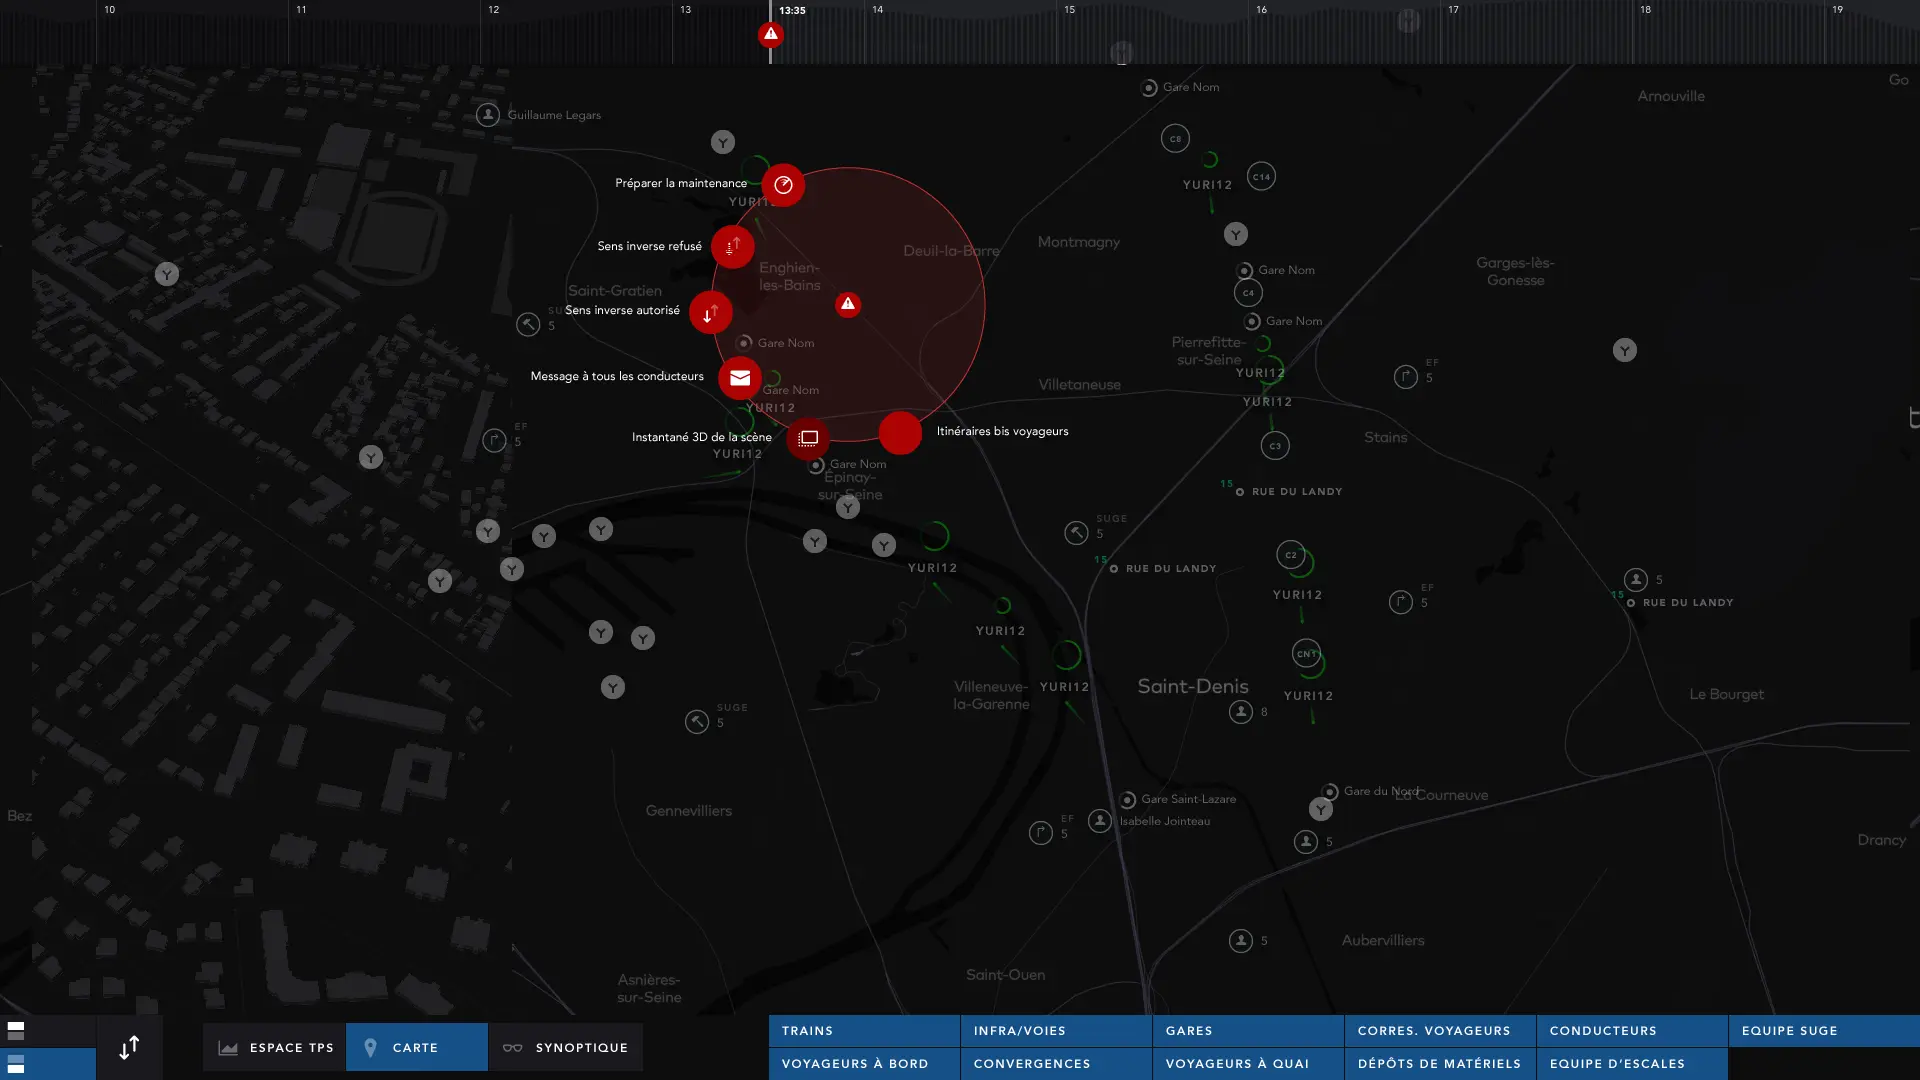 10
11
12
13
13:35
14
15
16
17
18
19
Go
Gare Nom
Arnouville
Guillaume Legars
C8
C14
Préparer la maintenance
YURI12
YURI12
Sens inverse refusé
Deuil-la-Barre
Montmagny
Enghien-
les-Bains
Gare Nom
Garges-lès-
Gonesse
Saint-Gratien
C4
Sens inverse autorisé
5
Gare Nom
Gare Nom
Pierrefitte-
sur-Seine
EF
5
YURI12
Message à tous les conducteurs
Villetaneuse
Gare Nom
YURI12
YURI12
EF
5
Instantané 3D de la scène
Itinéraires bis voyageurs
Stains
C3
YURI12
Gare Nom
Épinay-
sur-Seine
15
RUE DU LANDY
SUGE
5
C2
15
RUE DU LANDY
YURI12
5
EF
5
YURI12
15
RUE DU LANDY
YURI12
CN1
Villeneuve-
la-Garenne
YURI12
Saint-Denis
YURI12
Le Bourget
SUGE
5
8
Gare Saint-Lazare
Gare du Nord
La Courneuve
Bez
Gennevilliers
EF
5
Isabelle Jointeau
5
Drancy
5
Aubervilliers
Asnières-
sur-Seine
Saint-Ouen
ESPACE TPS
CARTE
SYNOPTIQUE
TRAINS
INFRA/VOIES
GARES
CORRES. VOYAGEURS
CONDUCTEURS
EQUIPE SUGE
VOYAGEURS À BORD
CONVERGENCES
VOYAGEURS À QUAI
DÉPÔTS DE MATÉRIELS
EQUIPE D'ESCALES